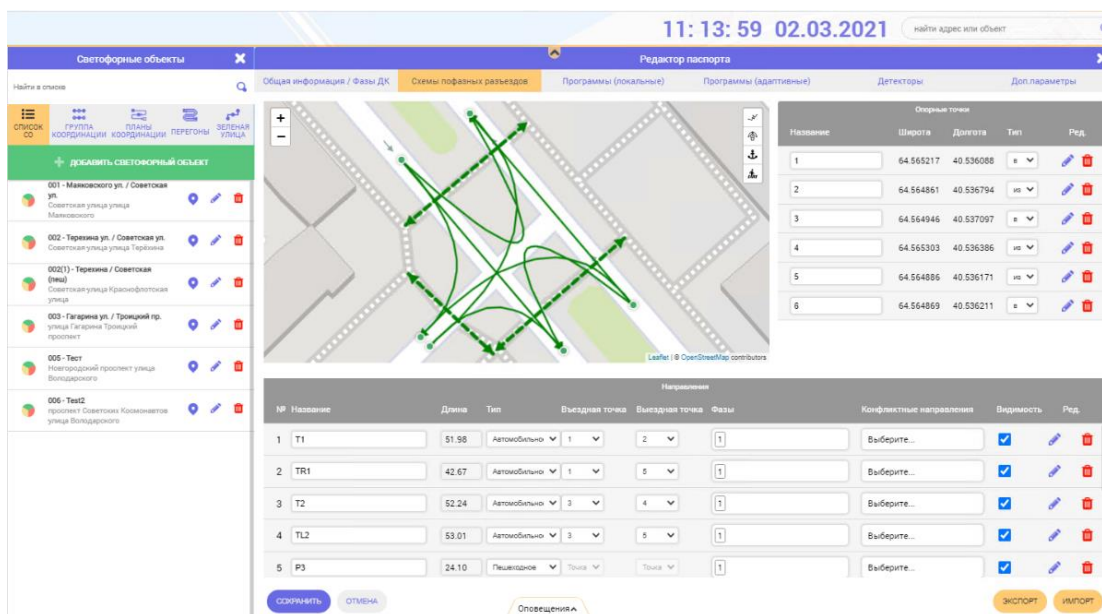 11:13:59 02.03.2021
найти адрес или объект
Светофорные объекты
Редактор паспорта
Найти в списке
Общая информация / Фазы ДК
Схемы пофазных разъездов
Программы (локальные)
Программы (адаптивные)
Детекторы
Доп.параметры
СПИСОК СО
ГРУППА КООРДИНАЦИИ
ПЛАНЫ КООРДИНАЦИИ
ПЕРЕГОНЫ
ЗЕЛЕНАЯ УЛИЦА
+ ДОБАВИТЬ СВЕТОФОРНЫЙ ОБЪЕКТ
001 - Маяковского ул. / Советская ул.
Советская улица улица Маяковского
002 - Терехина ул. / Советская ул.
Советская улица улица Терёхина
002(1) - Терехина / Советская (пеш)
Советская улица Краснофлотская улица
003 - Гагарина ул. / Троицкий пр.
улица Гагарина Троицкий проспект
005 - Тест
Новгородский проспект улица Володарского
006 - Test2
проспект Советских Космонавтов улица Володарского
+
−
Leaflet | © OpenStreetMap contributors
Опорные точки
Название Широта Долгота Тип Ред.
1 64.565217 40.536088 в
2 64.564861 40.536794 из
3 64.564946 40.537097 в
4 64.565303 40.536386 из
5 64.564886 40.536171 из
6 64.564869 40.536211 в
Направления
№ Название Длина Тип Въездная точка Выездная точка Фазы Конфликтные направления Видимость Ред.
1 T1 51.98 Автомобильно 1 2 1 Выберите...
2 TR1 42.67 Автомобильно 1 5 1 Выберите...
3 T2 52.24 Автомобильно 3 4 1 Выберите...
4 TL2 53.01 Автомобильно 3 5 1 Выберите...
5 P3 24.10 Пешеходное Точка Точка 1 Выберите...
СОХРАНИТЬ
ОТМЕНА
Оповещения
ЭКСПОРТ
ИМПОРТ